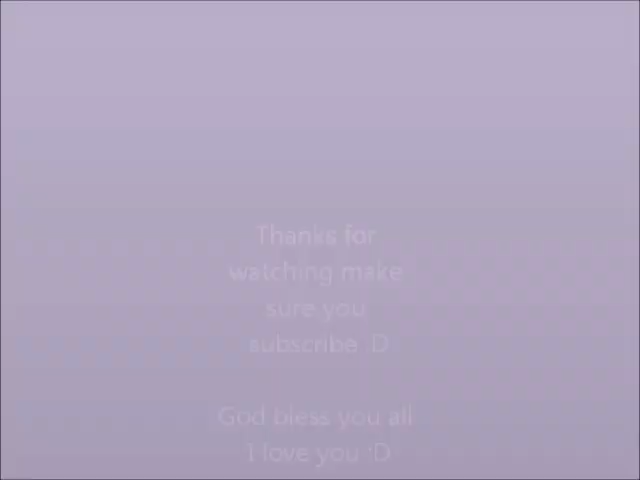 Thanks for
watching make
sure you
subscribe :D
God bless you all
I love you :D